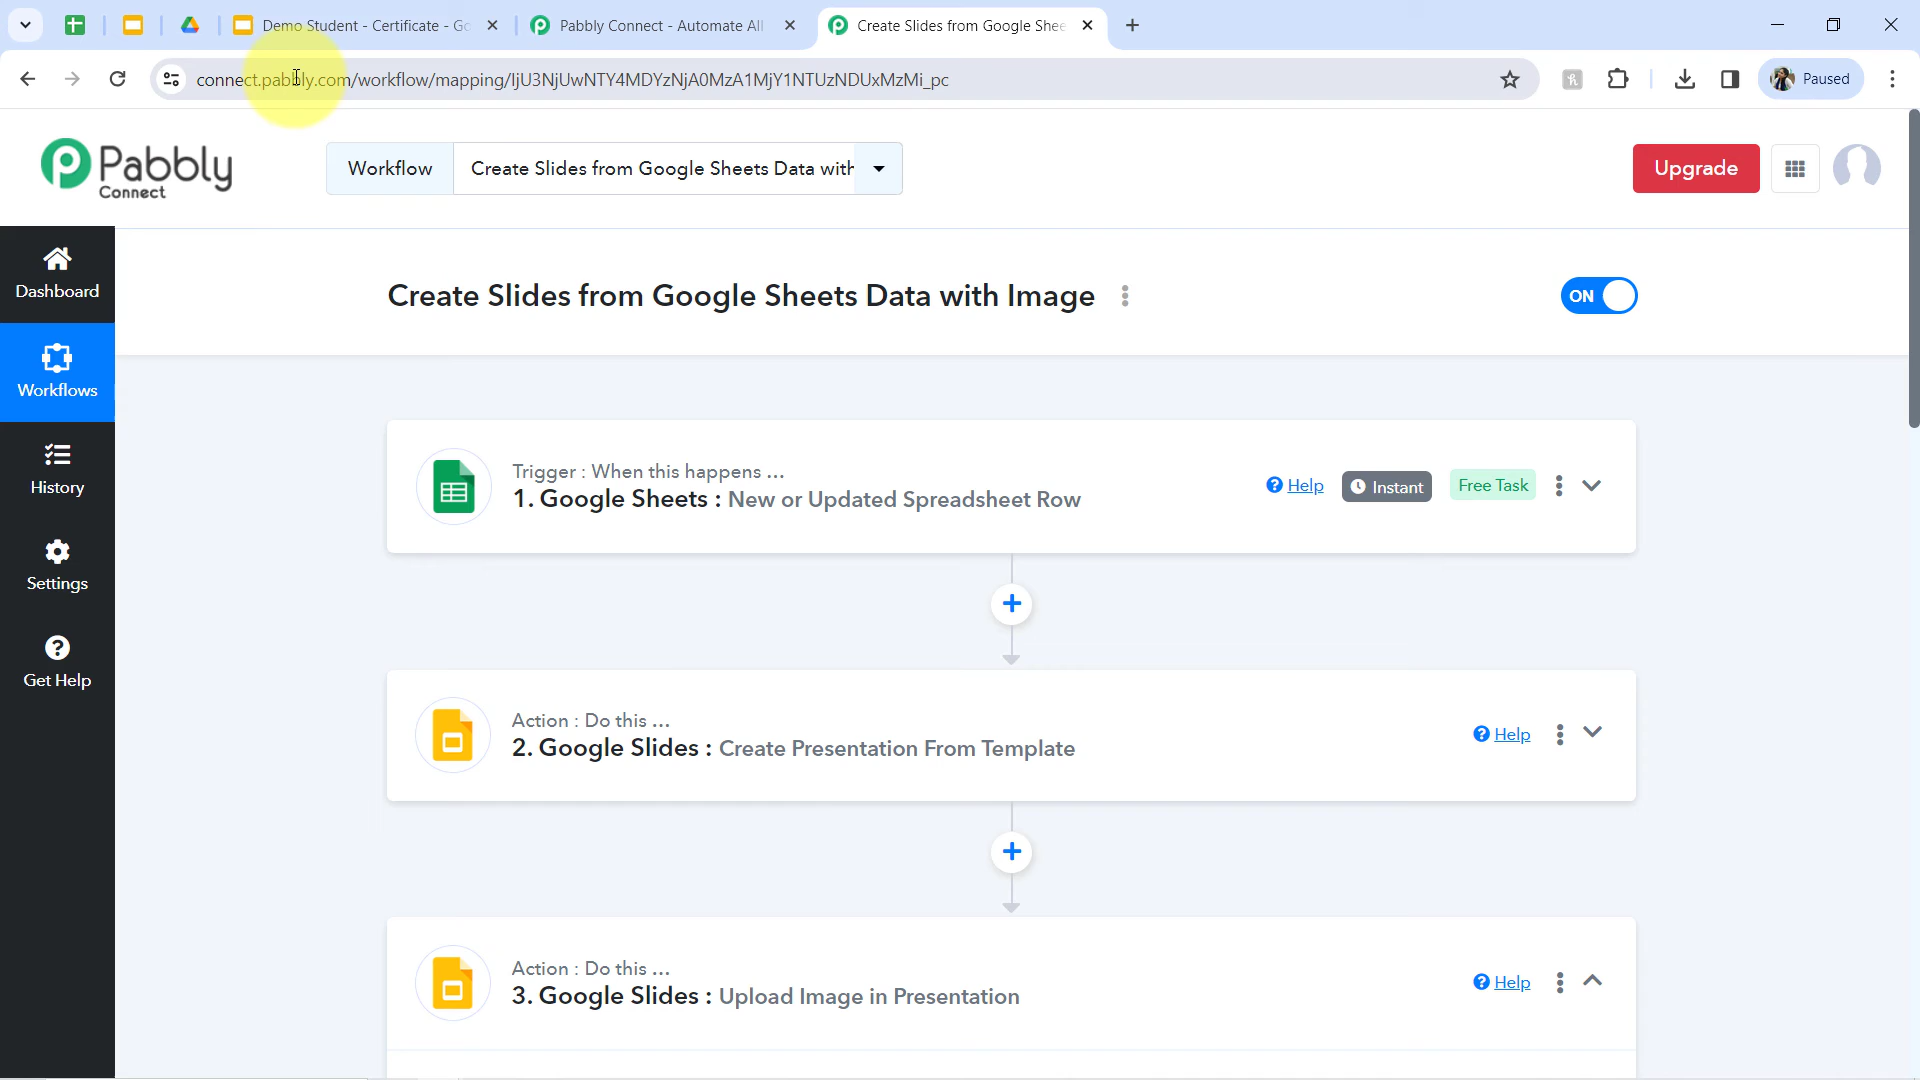 Demo Student - Certificate - Go
Pabbly Connect - Automate All
Create Slides from Google Shee
connect.pabbly.com/workflow/mapping/IjU3NjUwNTY4MDYzNjA0MzA1MjY1NTUzNDUxMzMi_pc
Paused
Pabbly
Connect
Workflow
Create Slides from Google Sheets Data with
Upgrade
Dashboard
Workflows
History
Settings
Get Help
Create Slides from Google Sheets Data with Image
ON
Trigger : When this happens ...
1. Google Sheets : New or Updated Spreadsheet Row
Help
Instant
Free Task
Action : Do this ...
2. Google Slides : Create Presentation From Template
Help
Action : Do this ...
3. Google Slides : Upload Image in Presentation
Help